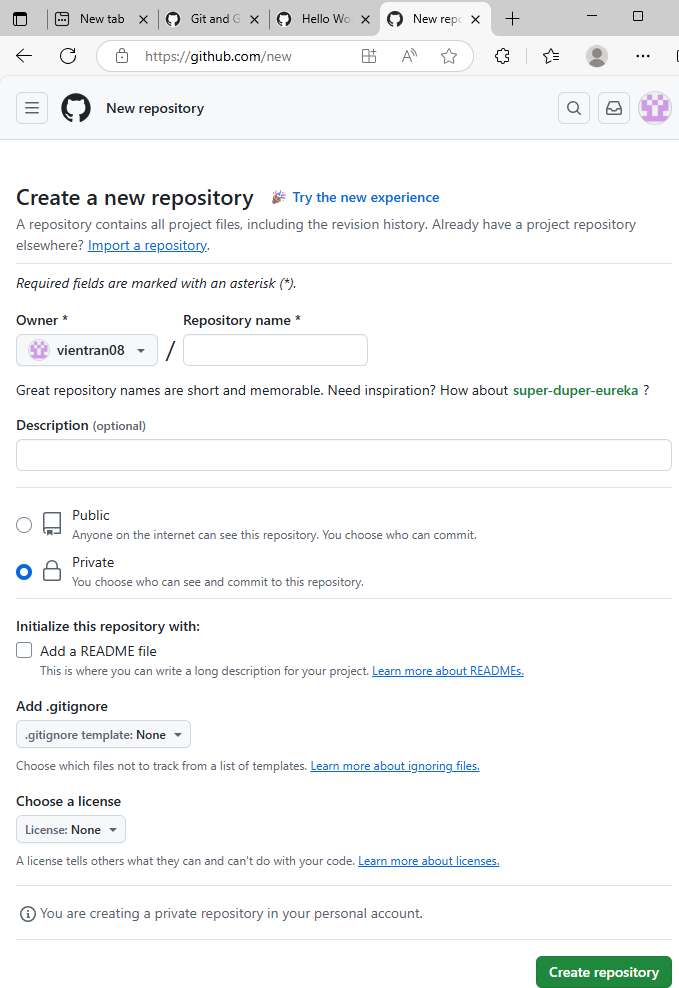 New tab
Git and G
Hello Wo
New repo
https://github.com/new
New repository
Create a new repository
Try the new experience
A repository contains all project files, including the revision history. Already have a project repository
elsewhere? Import a repository.
Required fields are marked with an asterisk (*).
Owner *
Repository name *
vientran08
/
Great repository names are short and memorable. Need inspiration? How about super-duper-eureka ?
Description (optional)
Public
Anyone on the internet can see this repository. You choose who can commit.
Private
You choose who can see and commit to this repository.
Initialize this repository with:
Add a README file
This is where you can write a long description for your project. Learn more about READMEs.
Add .gitignore
.gitignore template: None
Choose which files not to track from a list of templates. Learn more about ignoring files.
Choose a license
License: None
A license tells others what they can and can't do with your code. Learn more about licenses.
You are creating a private repository in your personal account.
Create repository